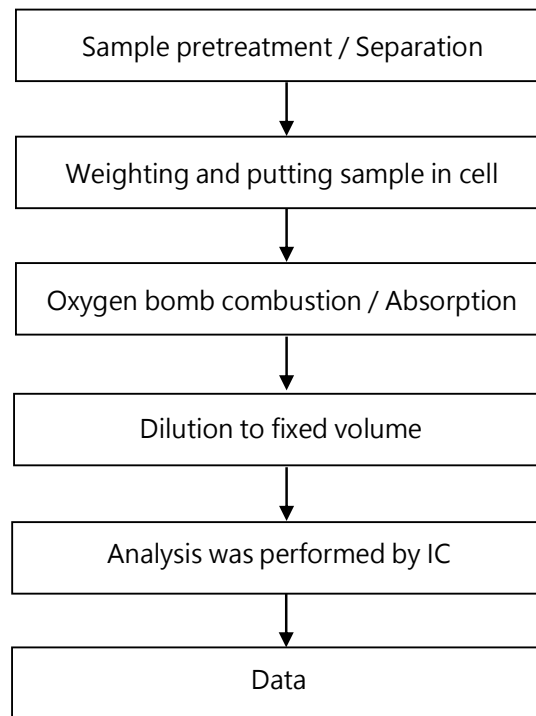 Sample pretreatment / Separation
Weighting and putting sample in cell
Oxygen bomb combustion / Absorption
Dilution to fixed volume
Analysis was performed by IC
Data